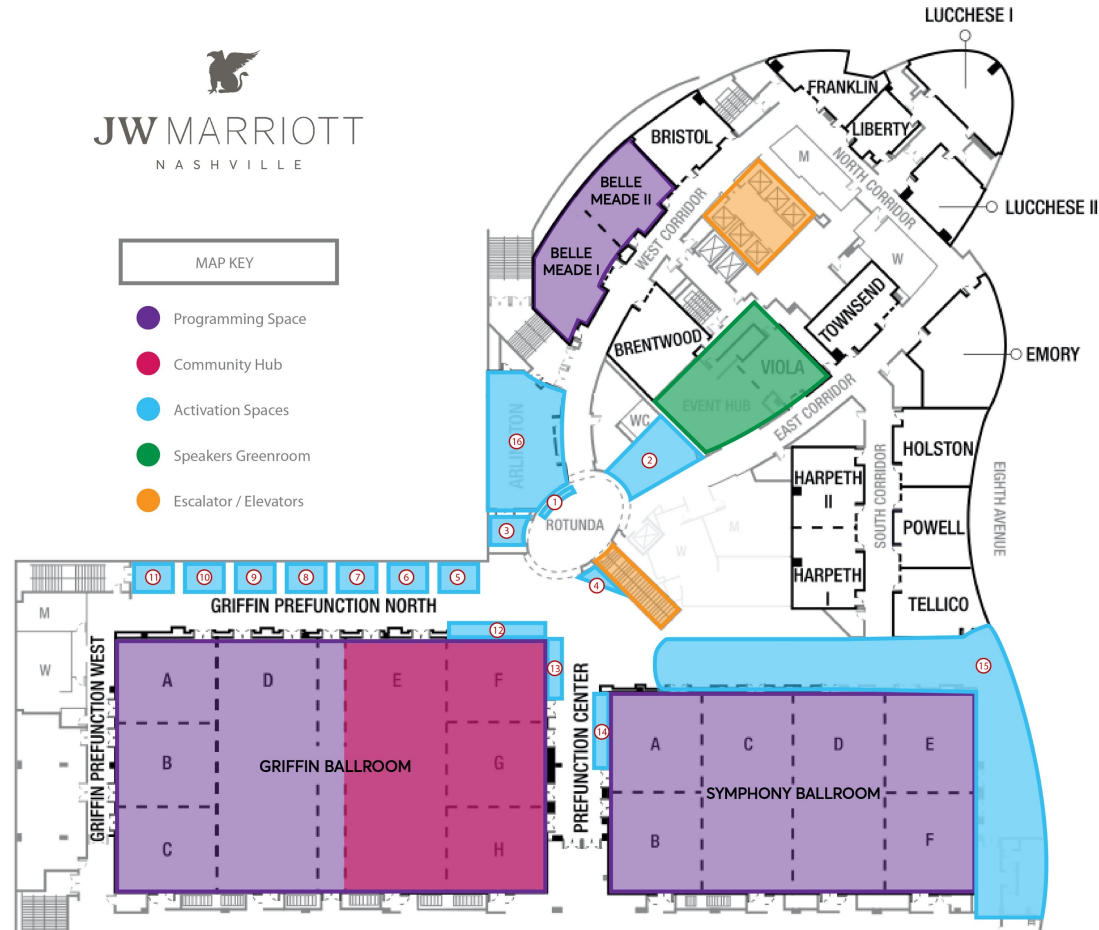 JW MARRIOTT
NASHVILLE
MAP KEY
Programming Space
Community Hub
Activation Spaces
Speakers Greenroom
Escalator / Elevators
LUCCHESE I
FRANKLIN
LIBERTY
BRISTOL
M
NORTH CORRIDOR
BELLE
MEADE II
LUCCHESE II
WEST CORRIDOR
BELLE
MEADE I
W
TOWNSEND
BRENTWOOD
VIOLA
EMORY
EVENT HUB
EAST CORRIDOR
WC
ARLINGTON
16
2
HOLSTON
HARPETH
II
SOUTH CORRIDOR
EIGHTH AVENUE
1
3
ROTUNDA
M
W
POWELL
HARPETH
I
TELLICO
4
11
10
9
8
7
6
5
GRIFFIN PREFUNCTION NORTH
M
W
GRIFFIN PREFUNCTION WEST
12
13
A
D
E
F
B
GRIFFIN BALLROOM
G
C
H
PREFUNCTION CENTER
14
15
A
C
D
E
SYMPHONY BALLROOM
B
F